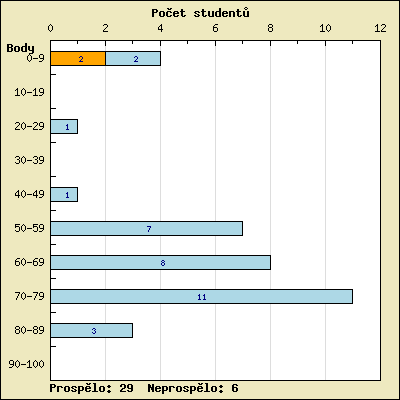 Počet studentů
0 2 4 6 8 10 12
Body
0-9 2 2
10-19
20-29 1
30-39
40-49 1
50-59 7
60-69 8
70-79 11
80-89 3
90-100
Prospělo: 29 Neprospělo: 6